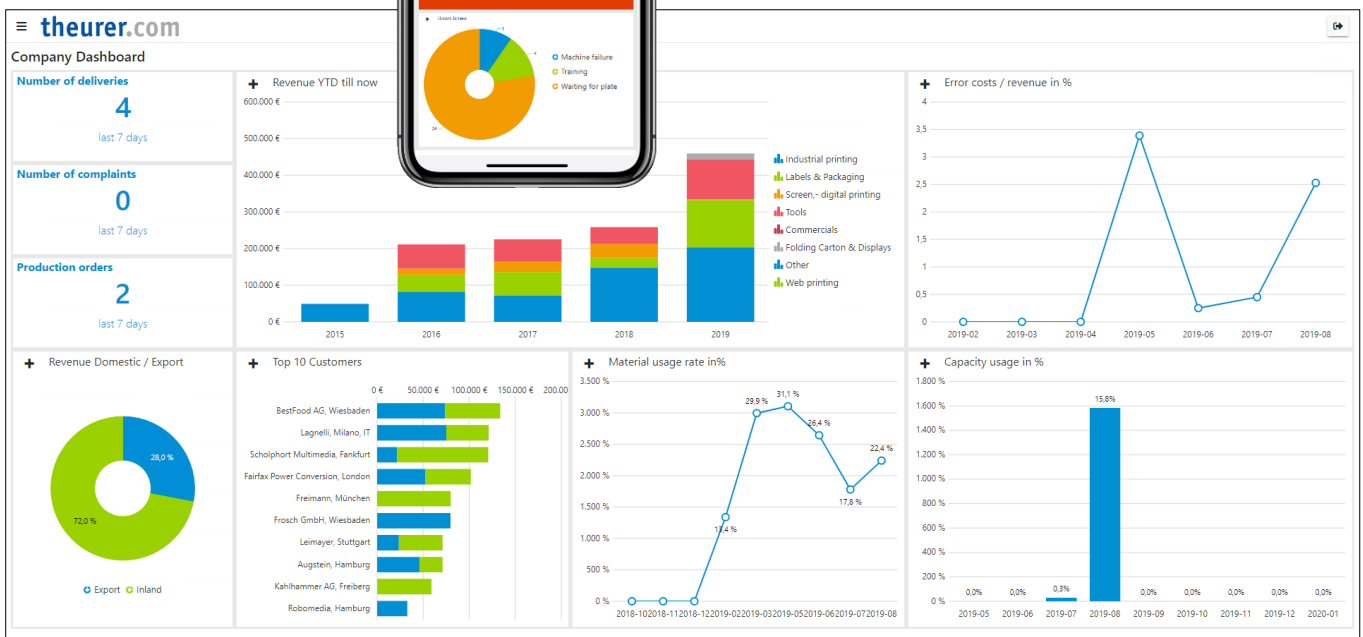 theurer.com
Company Dashboard
Down times
Machine failure
Training
Waiting for plate
Number of deliveries
4
last 7 days
Number of complaints
0
last 7 days
Production orders
2
last 7 days
Revenue YTD till now
600.000 €
500.000 €
400.000 €
300.000 €
200.000 €
100.000 €
0 €
2015
2016
2017
2018
2019
Industrial printing
Labels & Packaging
Screen,- digital printing
Tools
Commercials
Folding Carton & Displays
Other
Web printing
Error costs / revenue in %
4
3,5
3
2,5
2
1,5
1
0,5
0
2019-02
2019-03
2019-04
2019-05
2019-06
2019-07
2019-08
Revenue Domestic / Export
28,0 %
72,0 %
Export
Inland
Top 10 Customers
0 €
50.000 €
100.000 €
150.000 €
200.00
BestFood AG, Wiesbaden
Lagnelli, Milano, IT
Scholphort Multimedia, Fankfurt
Fairfax Power Conversion, London
Freimann, München
Frosch GmbH, Wiesbaden
Leimayer, Stuttgart
Augstein, Hamburg
Kahlhammer AG, Freiberg
Robomedia, Hamburg
Material usage rate in%
3.500 %
3.000 %
2.500 %
2.000 %
1.500 %
1.000 %
500 %
0 %
13,4 %
29,9 %
31,1 %
26,4 %
17,8 %
22,4 %
2018-10
2018-11
2018-12
2019-02
2019-03
2019-05
2019-06
2019-07
2019-08
Capacity usage in %
1.800 %
1.600 %
1.400 %
1.200 %
1.000 %
800 %
600 %
400 %
200 %
0 %
0,0%
0,0%
0,3%
15,8%
0,0%
0,0%
0,0%
0,0%
0,0%
2019-05
2019-06
2019-07
2019-08
2019-09
2019-10
2019-11
2019-12
2020-01